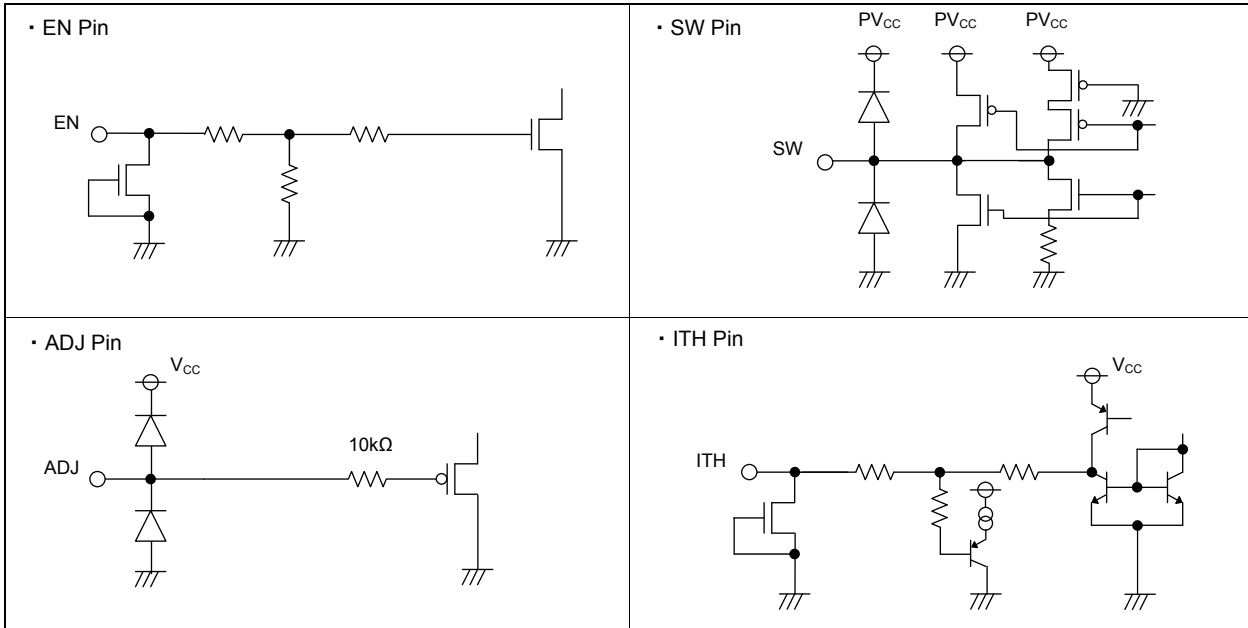 ・EN Pin
EN
・SW Pin
PVCC PVCC PVCC
SW
・ADJ Pin
VCC
10kΩ
ADJ
・ITH Pin
VCC
ITH